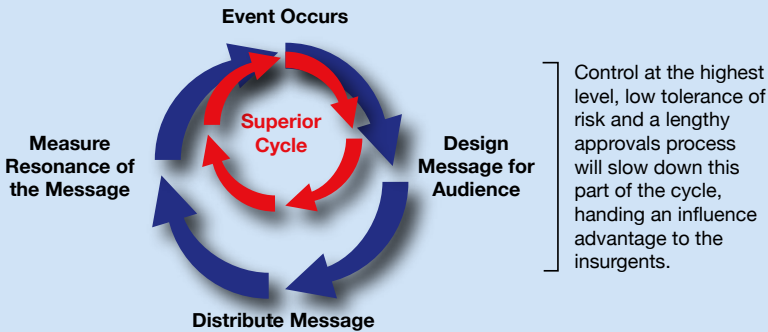 Event Occurs
Superior
Cycle
Measure
Resonance of
the Message
Design
Message for
Audience
Control at the highest
level, low tolerance of
risk and a lengthy
approvals process
will slow down this
part of the cycle,
handing an influence
advantage to the
insurgents.
Distribute Message